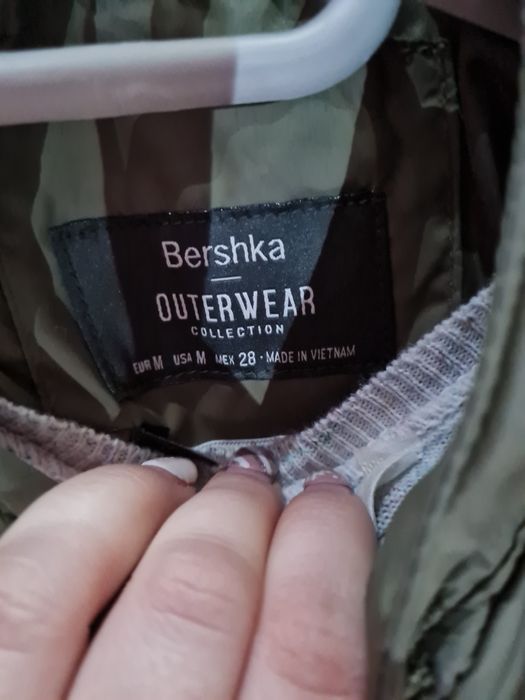 Bershka
OUTERWEAR
COLLECTION
EUR M USA M MEX 28 · MADE IN VIETNAM